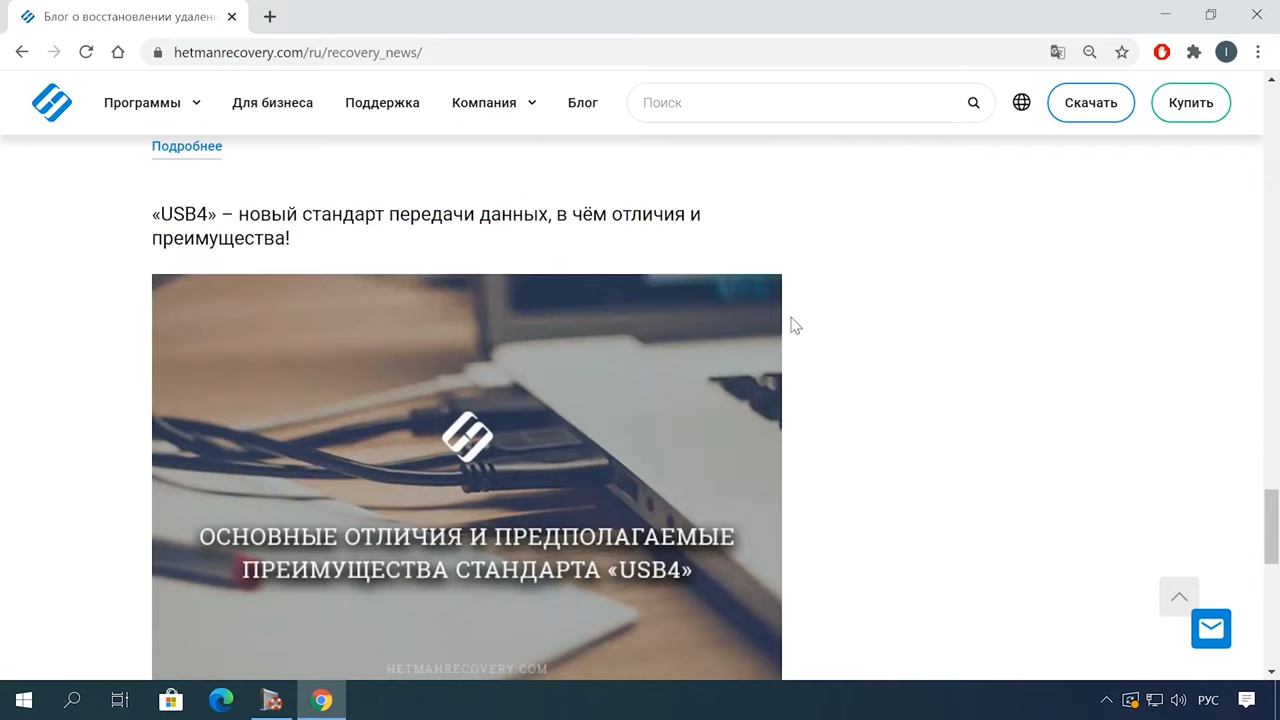 Блог о восстановлении удален
hetmanrecovery.com/ru/recovery_news/
I
Программы
Для бизнеса
Поддержка
Компания
Блог
Поиск
Скачать
Купить
Подробнее
«USB4» – новый стандарт передачи данных, в чём отличия и
преимущества!
ОСНОВНЫЕ ОТЛИЧИЯ И ПРЕДПОЛАГАЕМЫЕ
ПРЕИМУЩЕСТВА СТАНДАРТА «USB4»
HETMANRECOVERY.COM
РУС